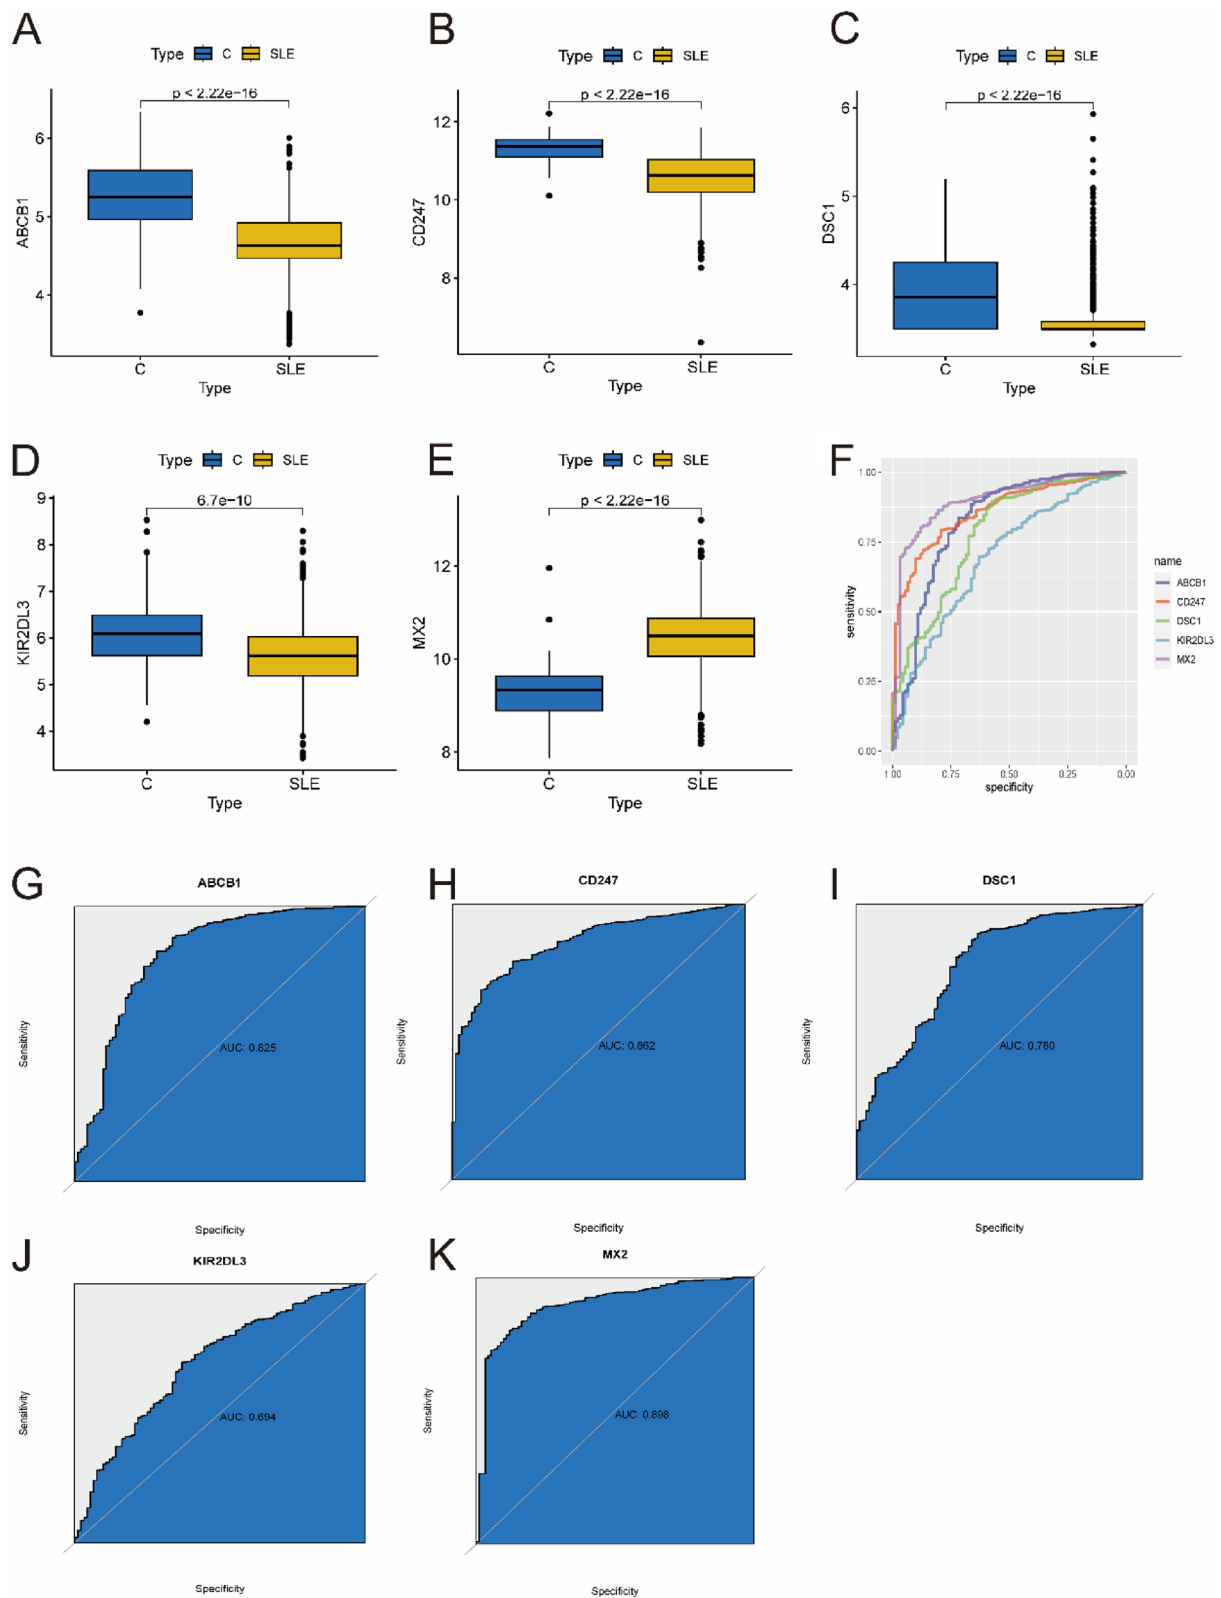 A
Type C SLE
p < 2.22e−16
ABCB1
6
5
4
C SLE
Type
B
Type C SLE
p < 2.22e−16
CD247
12
10
8
C SLE
Type
C
Type C SLE
p < 2.22e−16
DSC1
6
5
4
C SLE
Type
D
Type C SLE
6.7e−10
KIR2DL3
9
8
7
6
5
4
C SLE
Type
E
Type C SLE
p < 2.22e−16
MX2
12
10
8
C SLE
Type
F
1.00
0.75
0.50
0.25
0.00
sensitivity
1.00 0.75 0.50 0.25 0.00
specificity
name
ABCB1
CD247
DSC1
KIR2DL3
MX2
G
ABCB1
Sensitivity
AUC: 0.825
Specificity
H
CD247
Sensitivity
AUC: 0.862
Specificity
I
DSC1
Sensitivity
AUC: 0.780
Specificity
J
KIR2DL3
Sensitivity
AUC: 0.694
Specificity
K
MX2
Sensitivity
AUC: 0.898
Specificity